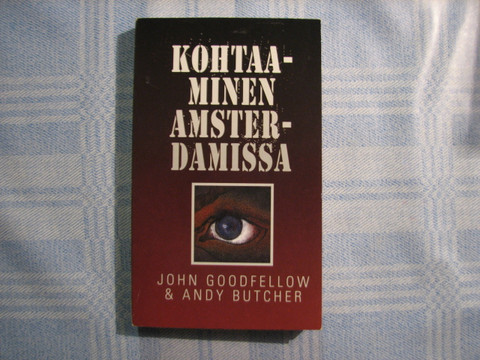 KOHTAA-
MINEN
AMSTER-
DAMISSA
JOHN GOODFELLOW
& ANDY BUTCHER